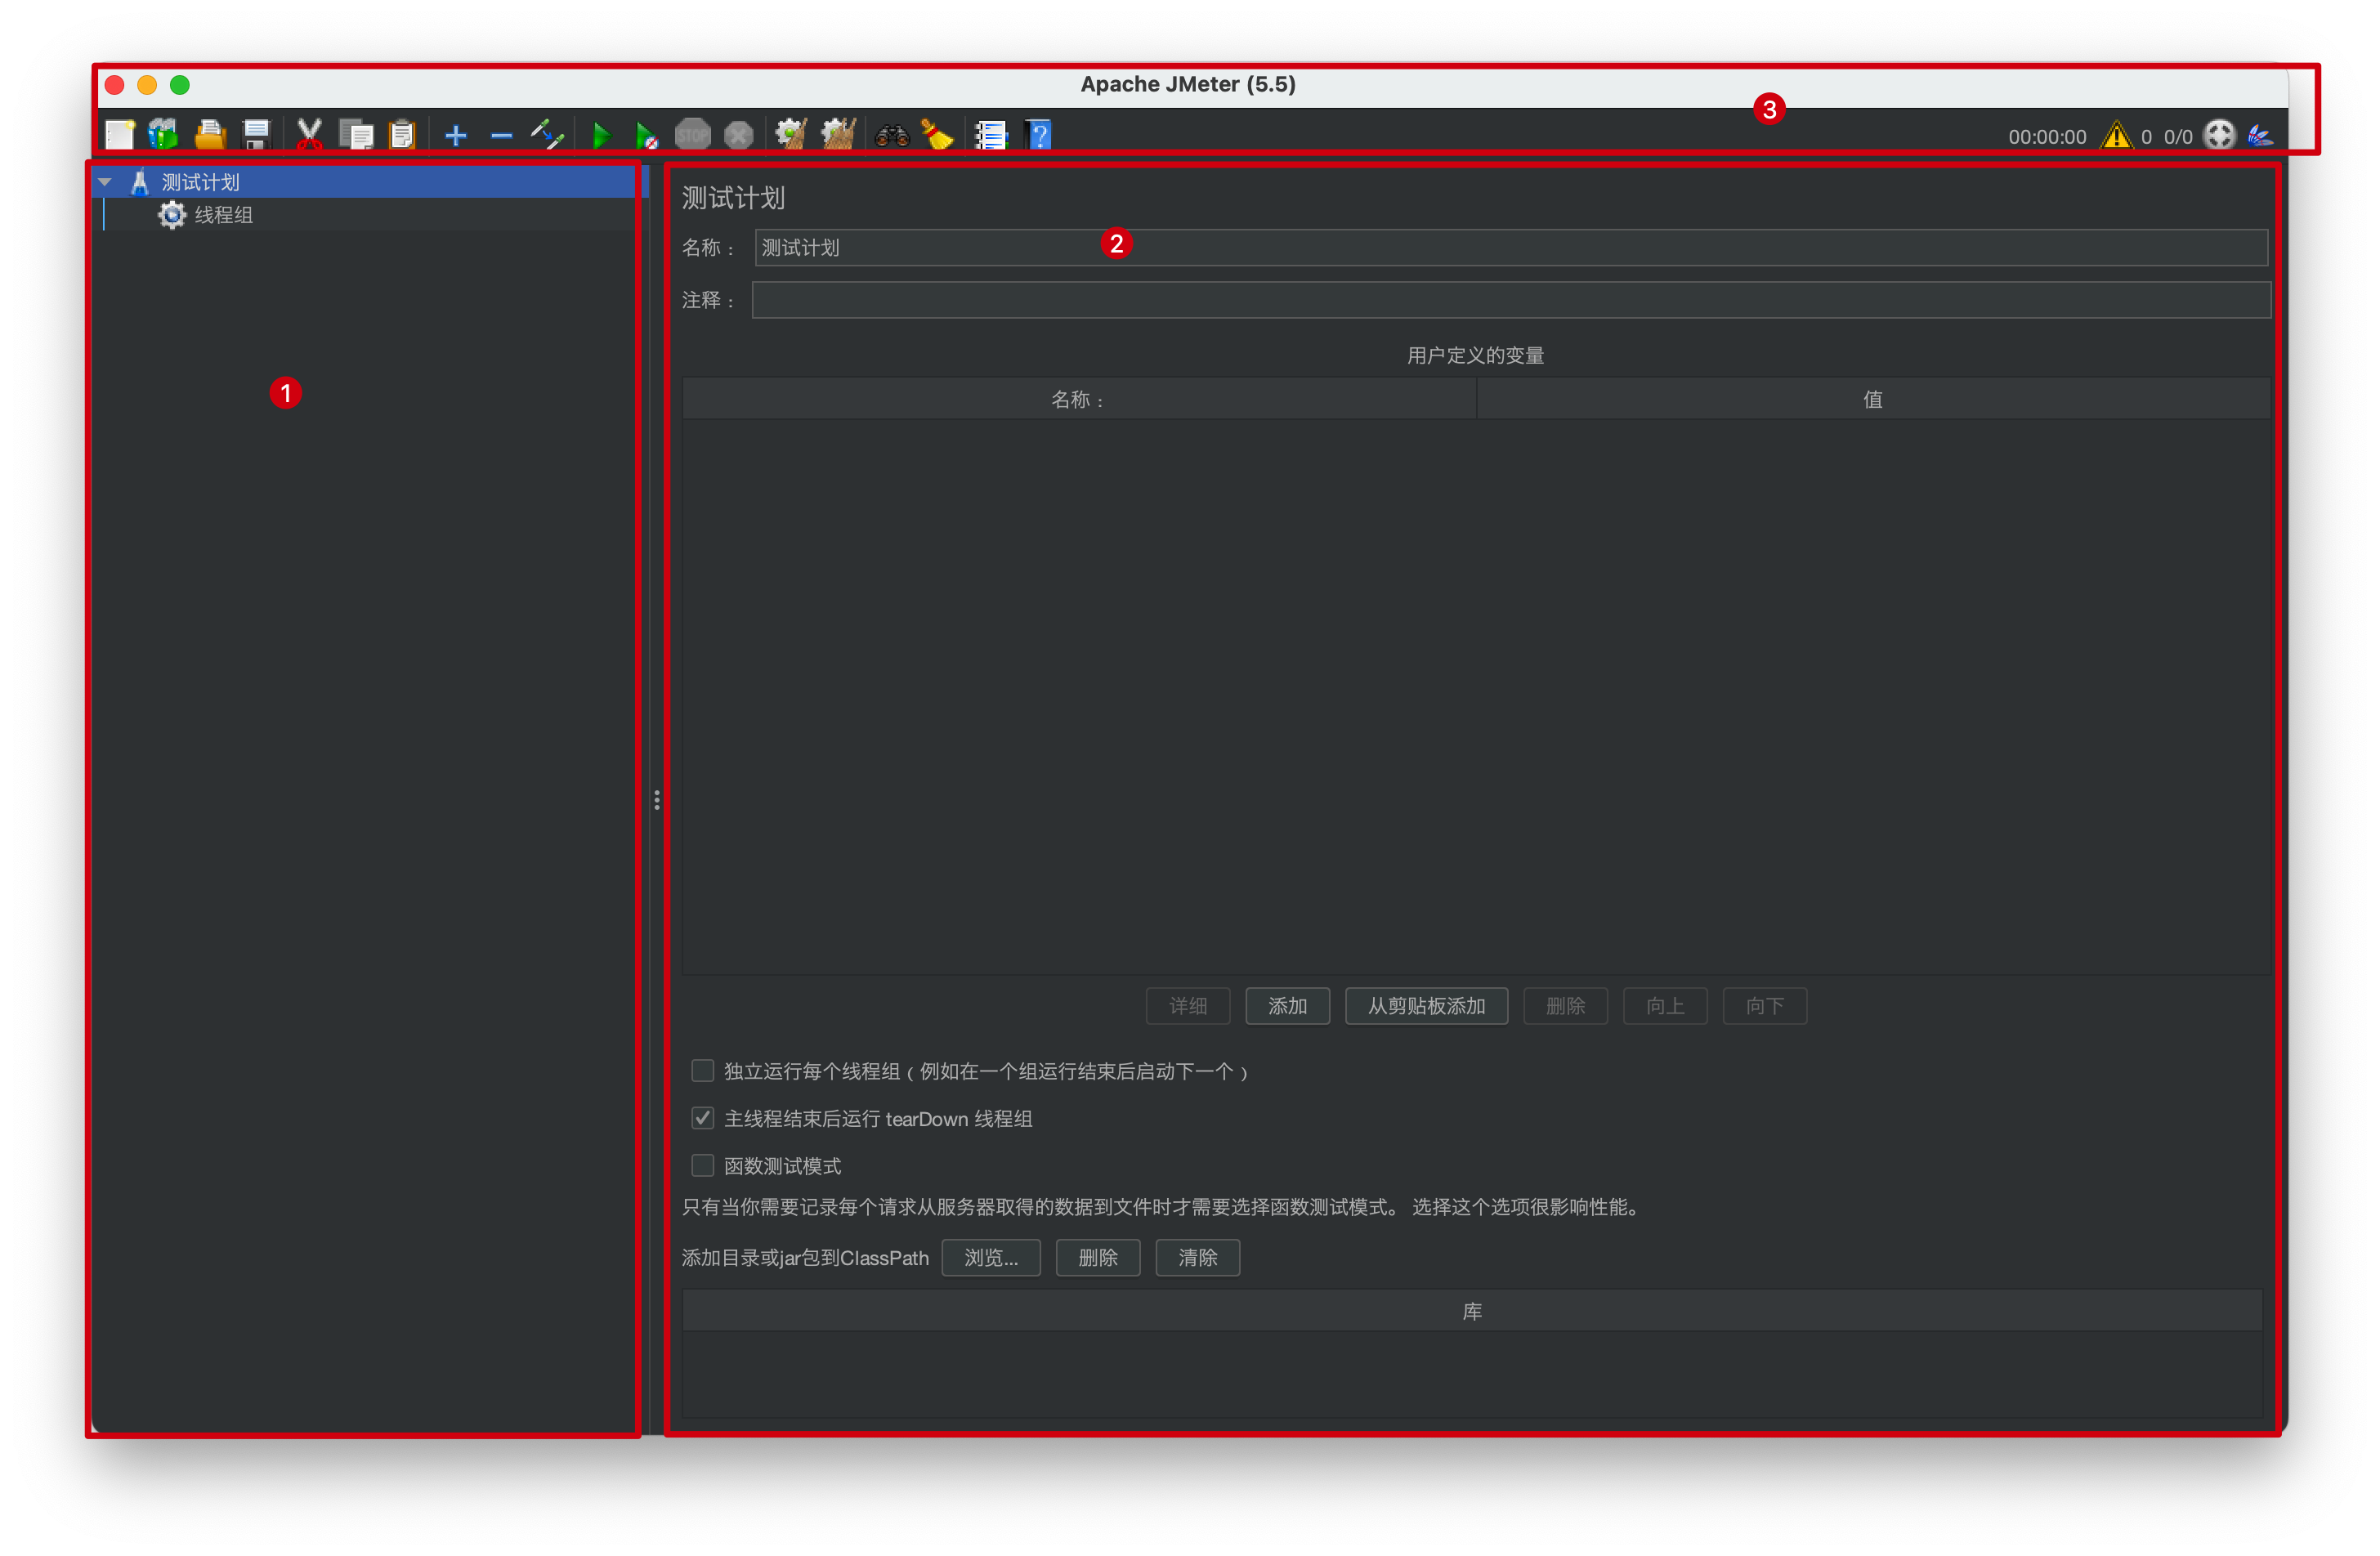 Apache JMeter (5.5)
3
STOP
?
00:00:00
! 0 0/0
测试计划
线程组
1
测试计划
名称：
测试计划
2
注释：
用户定义的变量
名称：
值
详细
添加
从剪贴板添加
删除
向上
向下
独立运行每个线程组（例如在一个组运行结束后启动下一个）
主线程结束后运行 tearDown 线程组
函数测试模式
只有当你需要记录每个请求从服务器取得的数据到文件时才需要选择函数测试模式。 选择这个选项很影响性能。
添加目录或jar包到ClassPath
浏览...
删除
清除
库